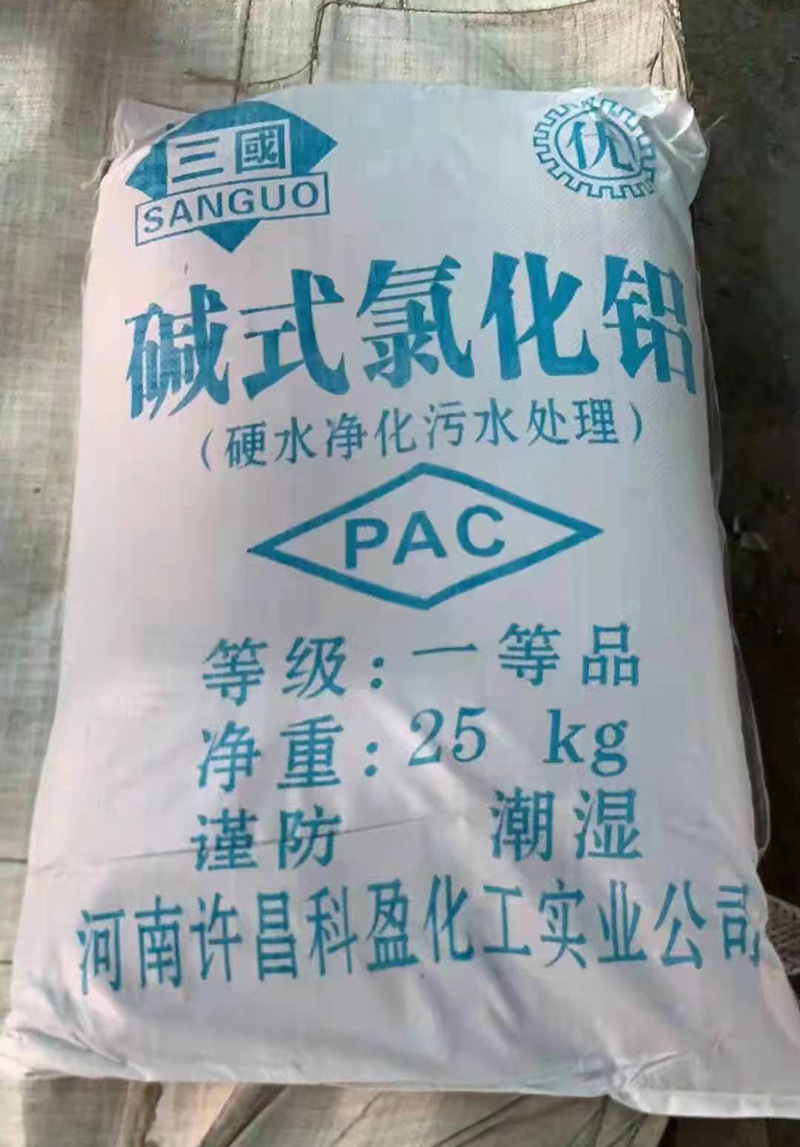 三國
SANGUO
优
碱式氯化铝
（硬水净化污水处理）
PAC
等级：一等品
净重：25 kg
谨防 潮湿
河南许昌科盈化工实业公司